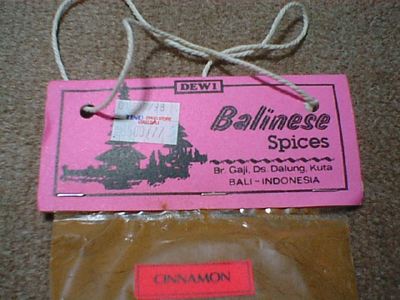 DEWI
Balinese
Spices
Br. Gaji, Ds. Dalung, Kuta
BALI - INDONESIA
CINNAMON